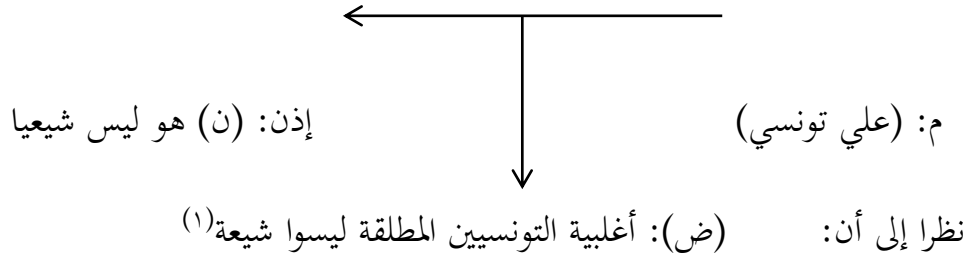 م: (علي تونسي) إذن: (ن) هو ليس شيعيا
نظرا إلى أن: (ض): أغلبية التونسيين المطلقة ليسوا شيعة(١)